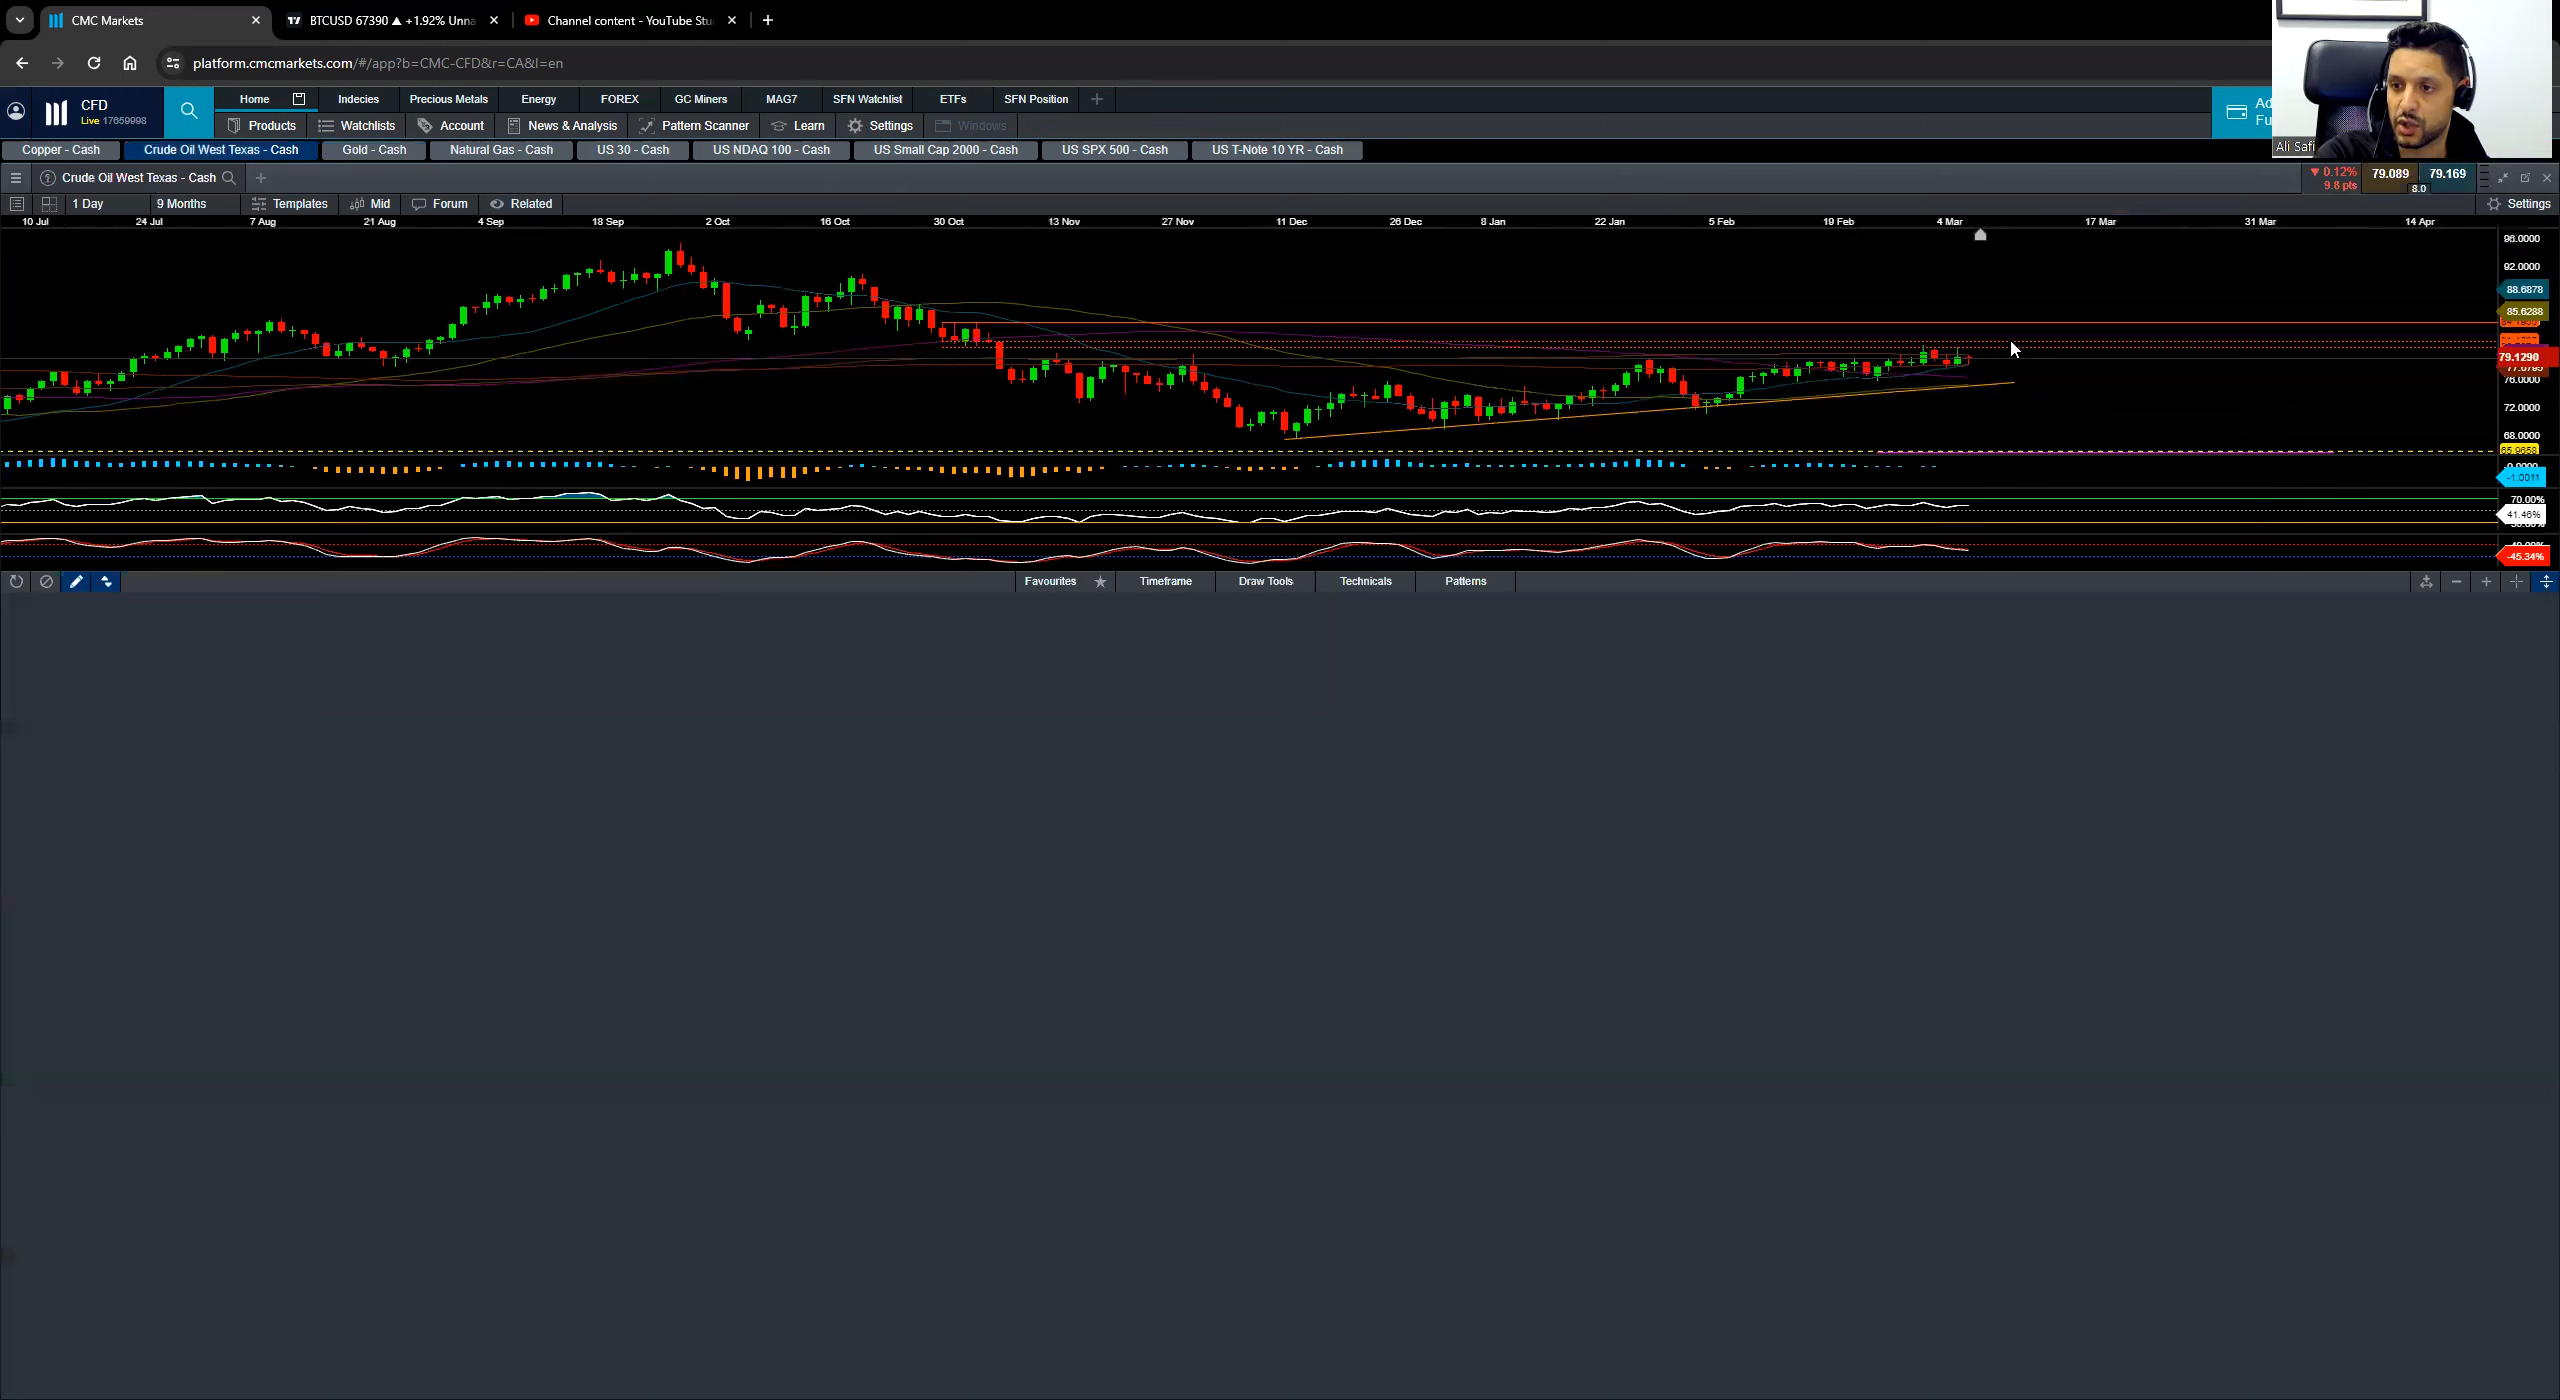 CMC Markets
BTCUSD 67390 ▲ +1.92% Unna
Channel content - YouTube Stu
platform.cmcmarkets.com/#/app?b=CMC-CFD&r=CA&l=en
CFD
Live 17659998
Home Indecies Precious Metals Energy FOREX GC Miners MAG7 SFN Watchlist ETFs SFN Position
Products Watchlists Account News & Analysis Pattern Scanner Learn Settings Windows
Ad
Fu
Ali Safi
Copper - Cash Crude Oil West Texas - Cash Gold - Cash Natural Gas - Cash US 30 - Cash US NDAQ 100 - Cash US Small Cap 2000 - Cash US SPX 500 - Cash US T-Note 10 YR - Cash
Crude Oil West Texas - Cash
▼ 0.12%
9.8 pts
79.089 79.169
8.0
1 Day 9 Months Templates Mid Forum Related Settings
10 Jul 24 Jul 7 Aug 21 Aug 4 Sep 18 Sep 2 Oct 16 Oct 30 Oct 13 Nov 27 Nov 11 Dec 26 Dec 8 Jan 22 Jan 5 Feb 19 Feb 4 Mar 17 Mar 31 Mar 14 Apr
96.0000
92.0000
88.6878
85.6288
79.1290
76.0000
72.0000
68.0000
-1.0011
70.00%
41.46%
-45.34%
Favourites Timeframe Draw Tools Technicals Patterns